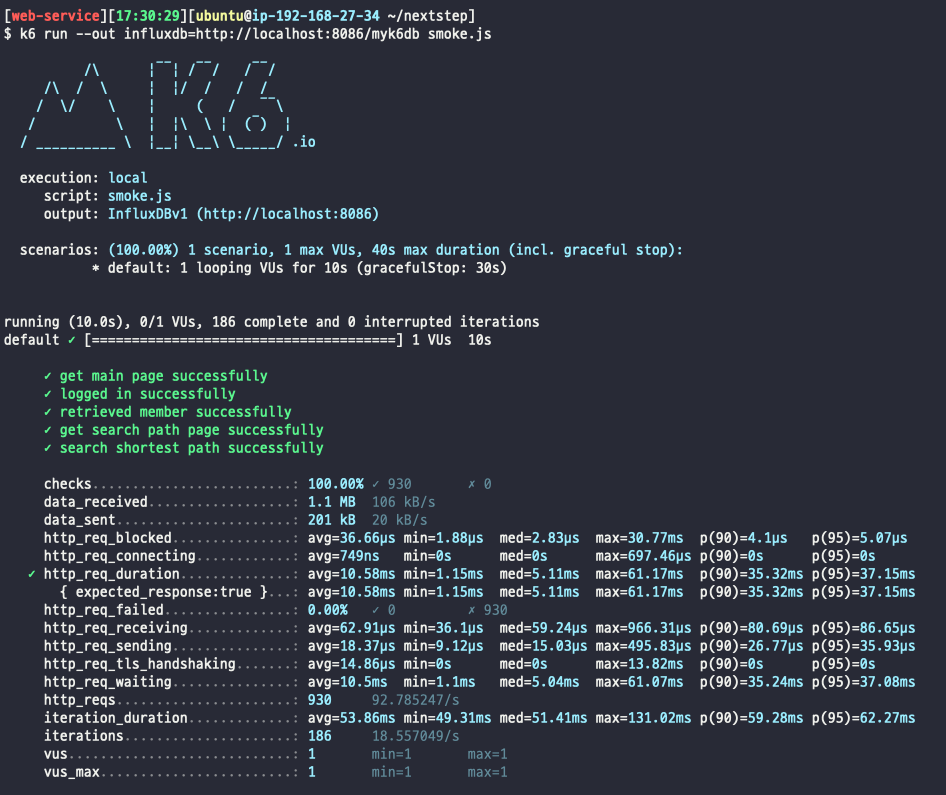 [web-service][17:30:29][ubuntu@ip-192-168-27-34 ~/nextstep]
$ k6 run --out influxdb=http://localhost:8086/myk6db smoke.js
.io
execution: local
script: smoke.js
output: InfluxDBv1 (http://localhost:8086)
scenarios: (100.00%) 1 scenario, 1 max VUs, 40s max duration (incl. graceful stop):
* default: 1 looping VUs for 10s (gracefulStop: 30s)
running (10.0s), 0/1 VUs, 186 complete and 0 interrupted iterations
default ✓ [======================================] 1 VUs  10s
✓ get main page successfully
✓ logged in successfully
✓ retrieved member successfully
✓ get search path page successfully
✓ search shortest path successfully
checks.........................: 100.00% ✓ 930       ✗ 0
data_received..................: 1.1 MB  106 kB/s
data_sent......................: 201 kB  20 kB/s
http_req_blocked...............: avg=36.66µs min=1.88µs  med=2.83µs  max=30.77ms  p(90)=4.1µs   p(95)=5.07µs
http_req_connecting............: avg=749ns   min=0s      med=0s      max=697.46µs p(90)=0s      p(95)=0s
✓ http_req_duration..............: avg=10.58ms min=1.15ms  med=5.11ms  max=61.17ms  p(90)=35.32ms p(95)=37.15ms
{ expected_response:true }...: avg=10.58ms min=1.15ms  med=5.11ms  max=61.17ms  p(90)=35.32ms p(95)=37.15ms
http_req_failed................: 0.00%   ✓ 0         ✗ 930
http_req_receiving.............: avg=62.91µs min=36.1µs  med=59.24µs max=966.31µs p(90)=80.69µs p(95)=86.65µs
http_req_sending...............: avg=18.37µs min=9.12µs  med=15.03µs max=495.83µs p(90)=26.77µs p(95)=35.93µs
http_req_tls_handshaking.......: avg=14.86µs min=0s      med=0s      max=13.82ms  p(90)=0s      p(95)=0s
http_req_waiting...............: avg=10.5ms  min=1.1ms   med=5.04ms  max=61.07ms  p(90)=35.24ms p(95)=37.08ms
http_reqs......................: 930     92.785247/s
iteration_duration.............: avg=53.86ms min=49.31ms med=51.41ms max=131.02ms p(90)=59.28ms p(95)=62.27ms
iterations.....................: 186     18.557049/s
vus............................: 1       min=1       max=1
vus_max........................: 1       min=1       max=1